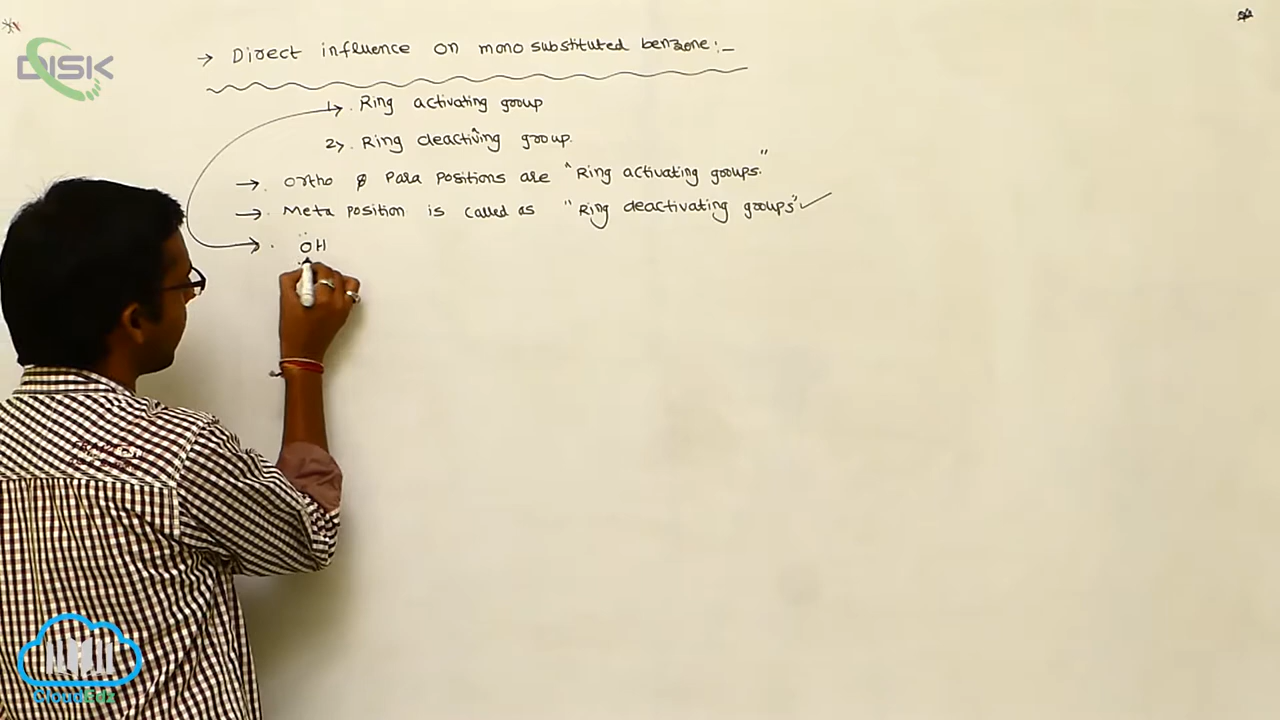 DISK
→ Direct influence on mono substituted benzene:-
1>. Ring activating group
2>. Ring deactiving group.
→. Ortho & Para positions are "Ring activating groups."
→. Meta position is called as "Ring deactivating groups" ✓
→. OH
CloudEdz